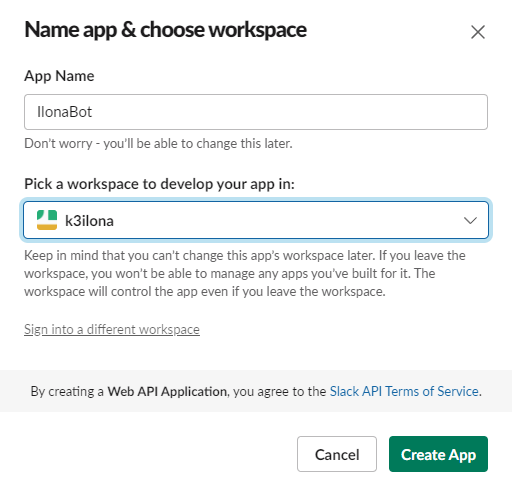 Name app & choose workspace
App Name
IlonaBot
Don't worry - you'll be able to change this later.
Pick a workspace to develop your app in:
k3ilona
Keep in mind that you can't change this app's workspace later. If you leave the
workspace, you won't be able to manage any apps you've built for it. The
workspace will control the app even if you leave the workspace.
Sign into a different workspace
By creating a Web API Application, you agree to the Slack API Terms of Service.
Cancel
Create App